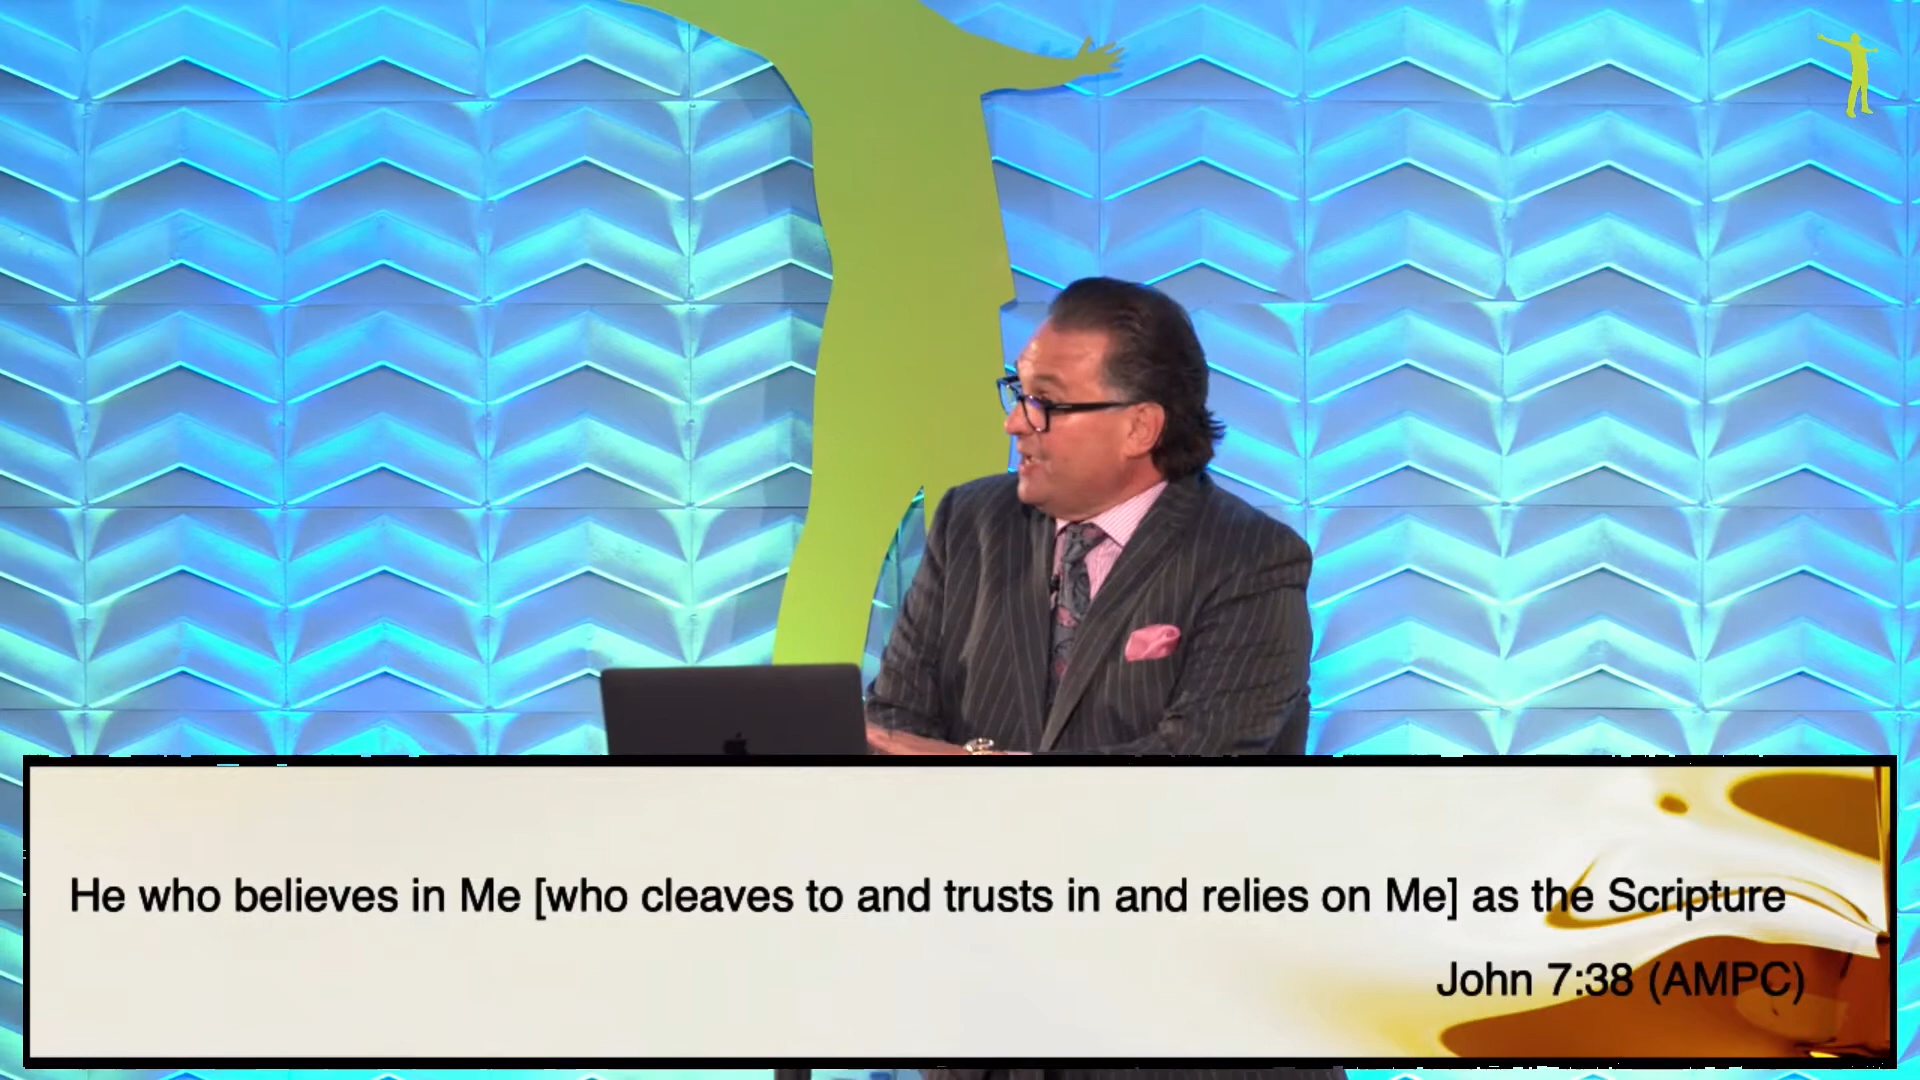 He who believes in Me [who cleaves to and trusts in and relies on Me] as the Scripture
John 7:38 (AMPC)